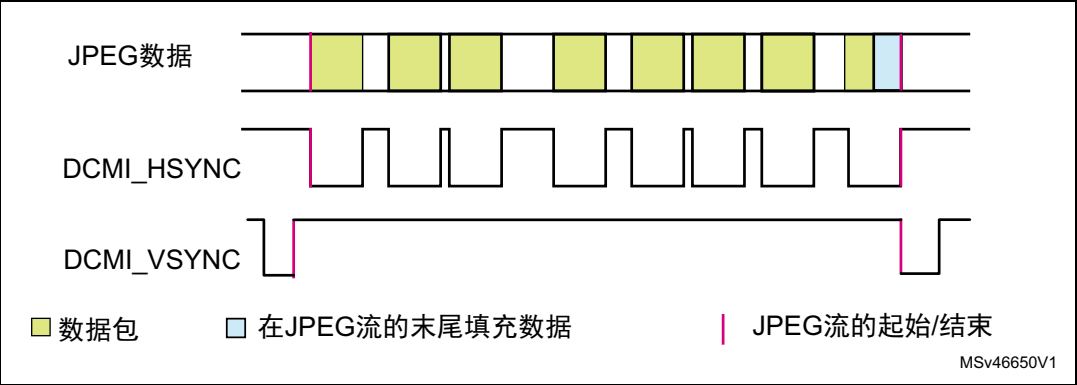 JPEG数据
DCMI_HSYNC
DCMI_VSYNC
数据包
在JPEG流的末尾填充数据
JPEG流的起始/结束
MSv46650V1